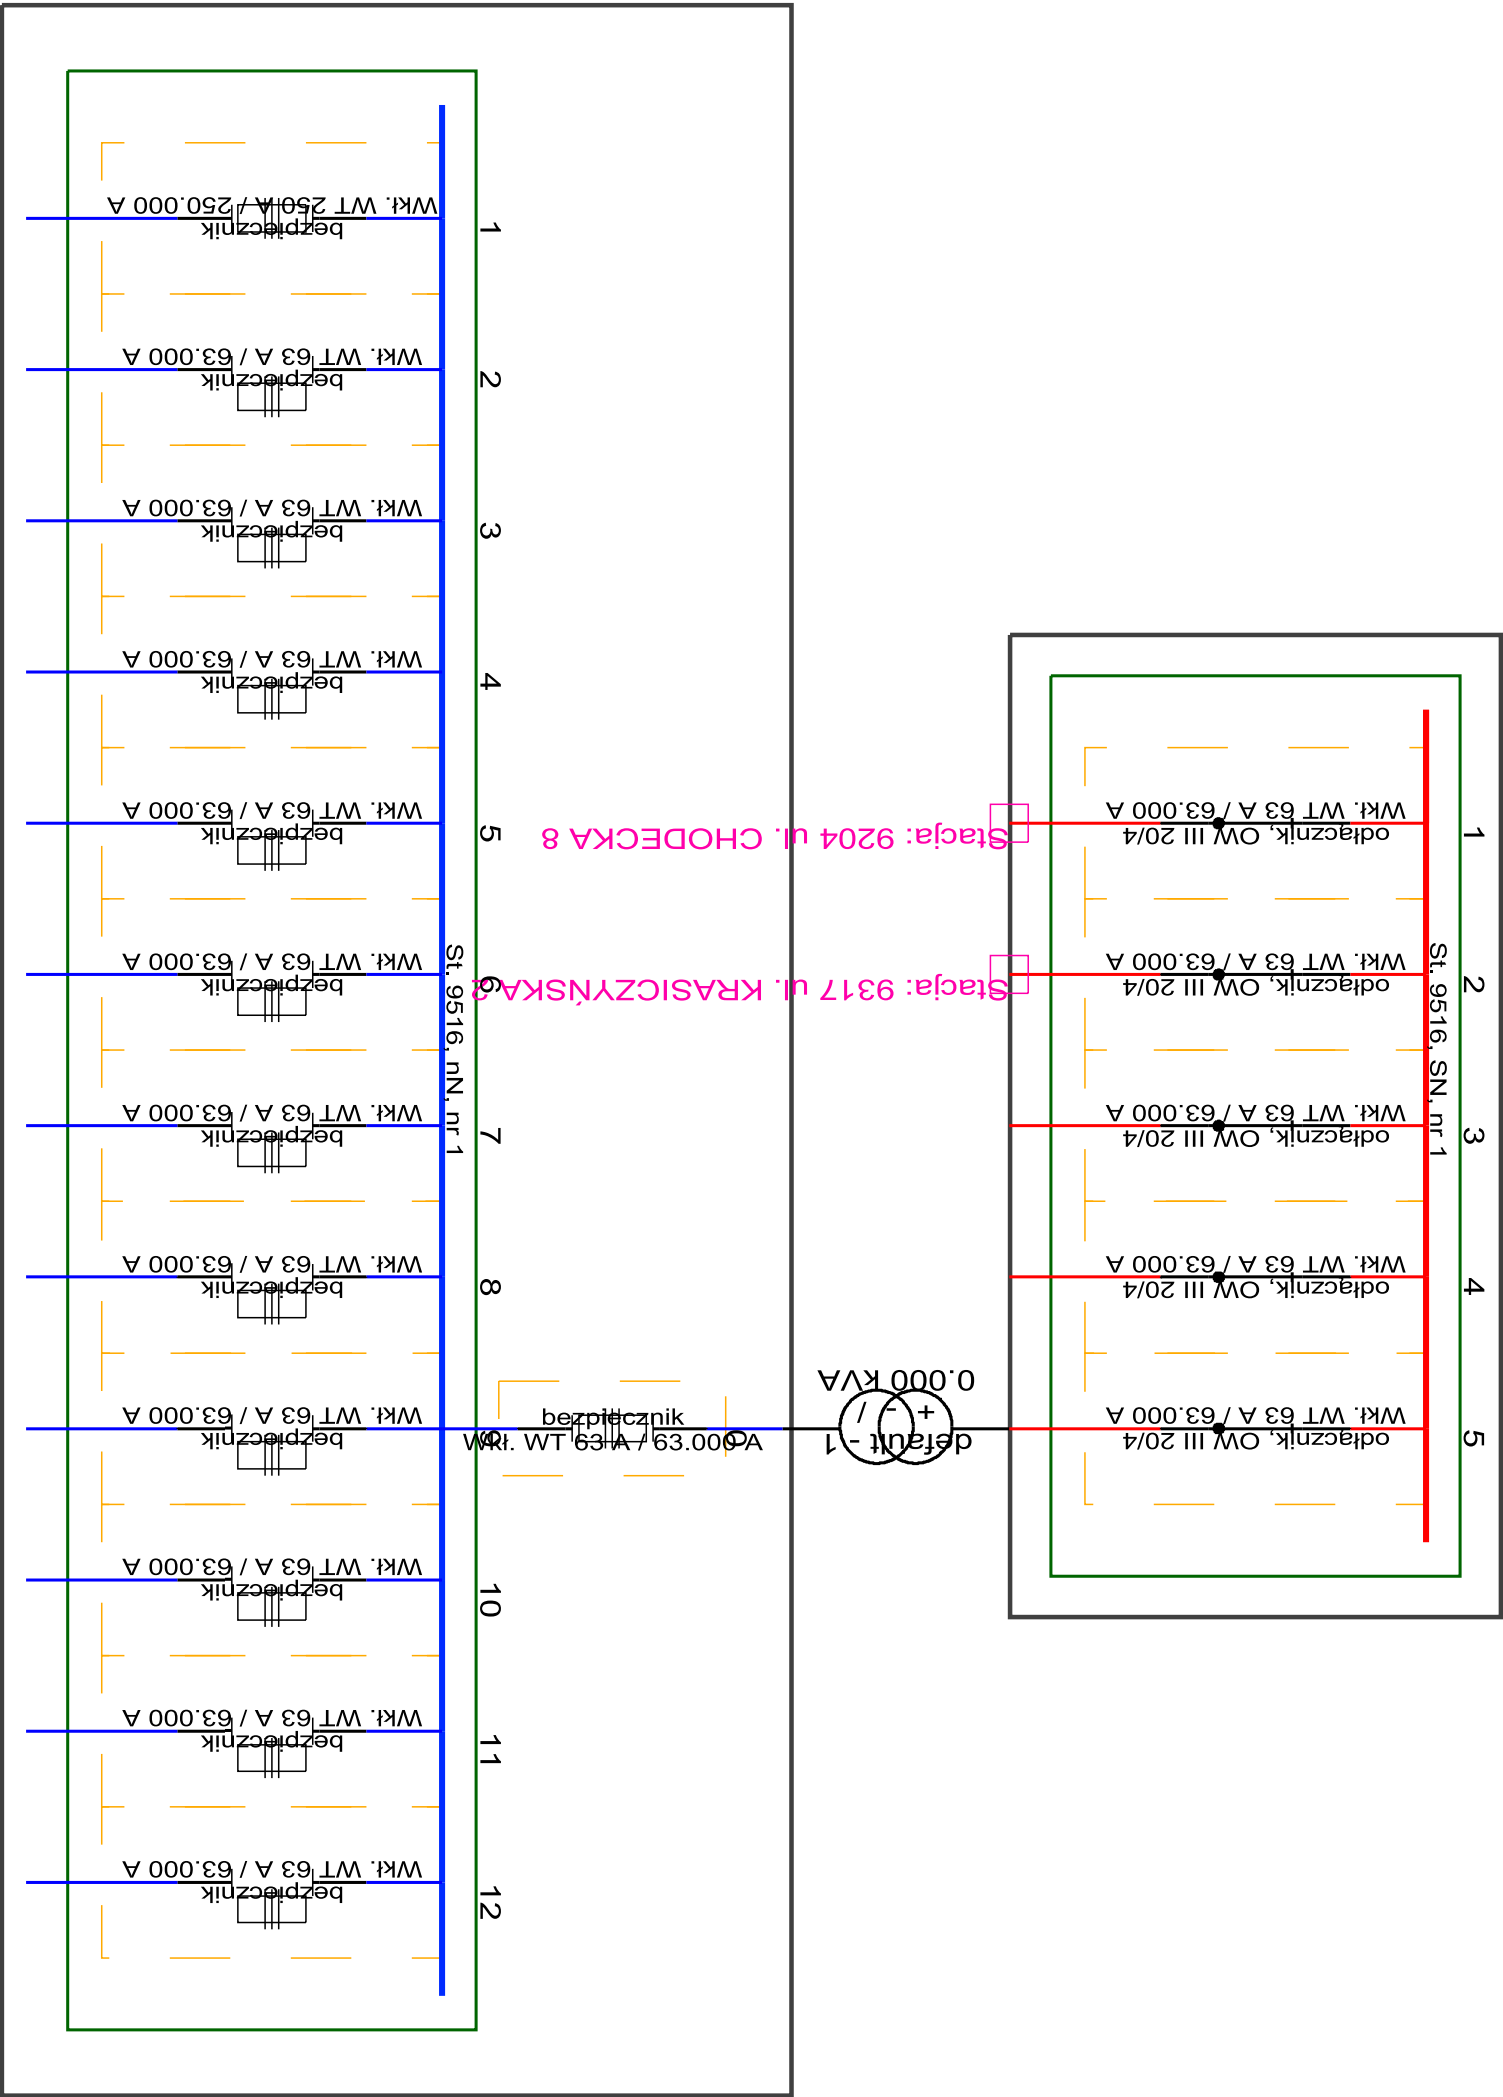 Wkł. WT 250 A / 250.000 A
bezpiecznik
1
Wkł. WT 63 A / 63.000 A
bezpiecznik
2
Wkł. WT 63 A / 63.000 A
bezpiecznik
3
Wkł. WT 63 A / 63.000 A
bezpiecznik
4
Wkł. WT 63 A / 63.000 A
bezpiecznik
5
Wkł. WT 63 A / 63.000 A
bezpiecznik
6
Wkł. WT 63 A / 63.000 A
bezpiecznik
7
Wkł. WT 63 A / 63.000 A
bezpiecznik
8
Wkł. WT 63 A / 63.000 A
bezpiecznik
9
Wkł. WT 63 A / 63.000 A
bezpiecznik
10
Wkł. WT 63 A / 63.000 A
bezpiecznik
11
Wkł. WT 63 A / 63.000 A
bezpiecznik
12
St. 9516, nN, nr 1
bezpiecznik
Wkł. WT 63 A / 63.000 A
0
0.000 kVA
+ - /
default - 1
Stacja: 9204 ul. CHODECKA 8
Stacja: 9317 ul. KRASICZYŃSKA 2
Wkł. WT 63 A / 63.000 A
odłącznik, OW III 20/4
1
Wkł. WT 63 A / 63.000 A
odłącznik, OW III 20/4
2
Wkł. WT 63 A / 63.000 A
odłącznik, OW III 20/4
3
Wkł. WT 63 A / 63.000 A
odłącznik, OW III 20/4
4
Wkł. WT 63 A / 63.000 A
odłącznik, OW III 20/4
5
St. 9516, SN, nr 1